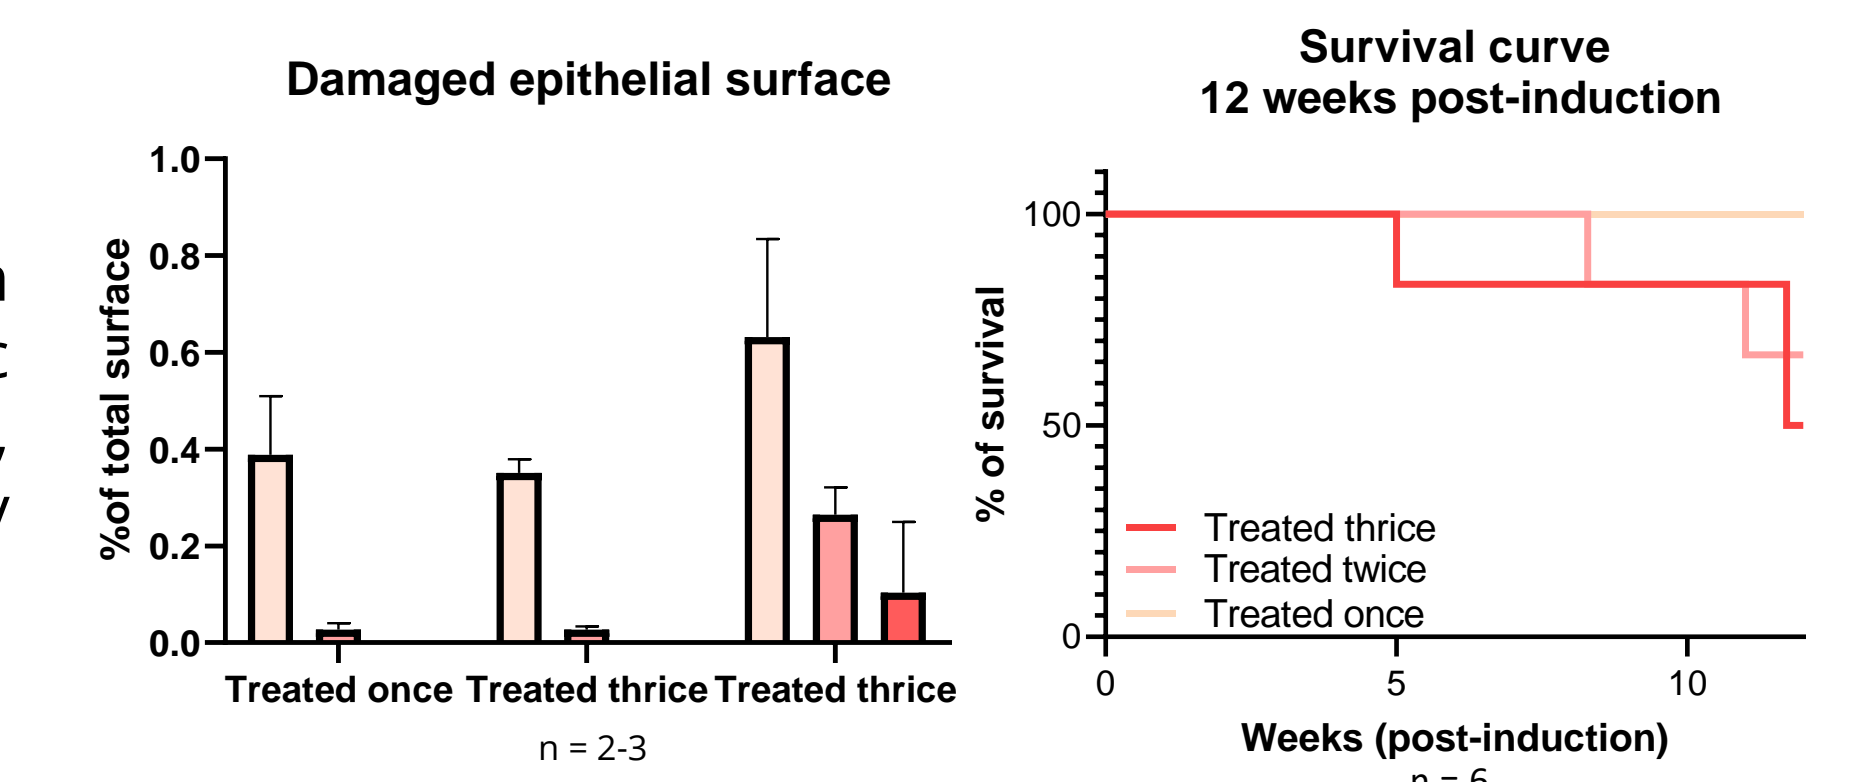 Damaged epithelial surface
%of total surface
1.0
0.8
0.6
0.4
0.2
0.0
Treated once Treated thrice Treated thrice
n = 2-3
Survival curve
12 weeks post-induction
% of survival
100
50
0
Treated thrice
Treated twice
Treated once
0 5 10
Weeks (post-induction)
n = 6